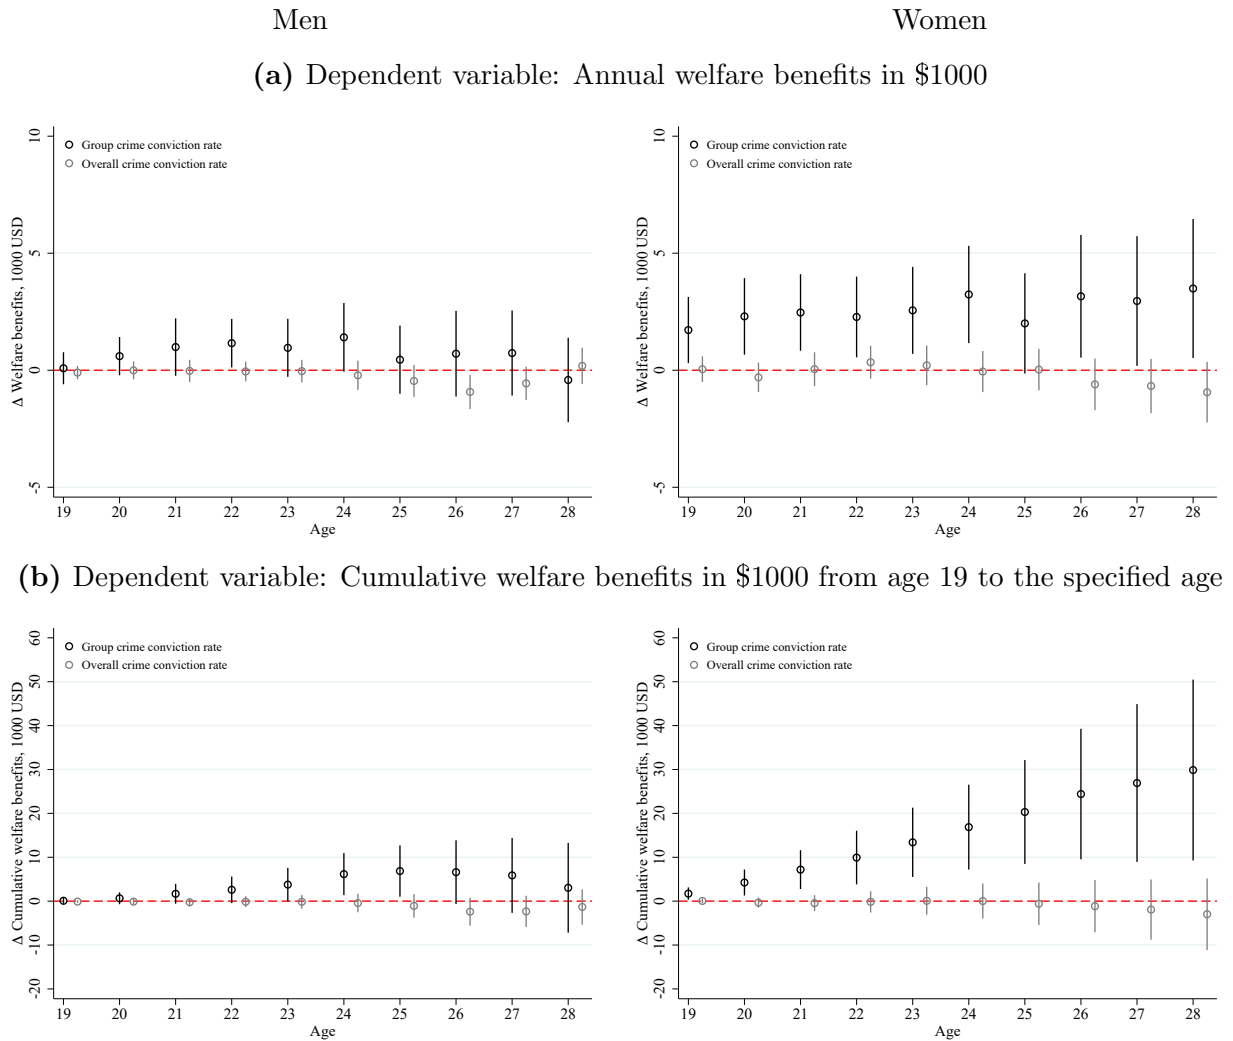 Men
Women
(a) Dependent variable: Annual welfare benefits in $1000
Δ Welfare benefits, 1000 USD
10
5
0
-5
Group crime conviction rate
Overall crime conviction rate
19 20 21 22 23 24 25 26 27 28
Age
Δ Welfare benefits, 1000 USD
10
5
0
-5
Group crime conviction rate
Overall crime conviction rate
19 20 21 22 23 24 25 26 27 28
Age
(b) Dependent variable: Cumulative welfare benefits in $1000 from age 19 to the specified age
Δ Cumulative welfare benefits, 1000 USD
60
50
40
30
20
10
0
-10
-20
Group crime conviction rate
Overall crime conviction rate
19 20 21 22 23 24 25 26 27 28
Age
Δ Cumulative welfare benefits, 1000 USD
60
50
40
30
20
10
0
-10
-20
Group crime conviction rate
Overall crime conviction rate
19 20 21 22 23 24 25 26 27 28
Age